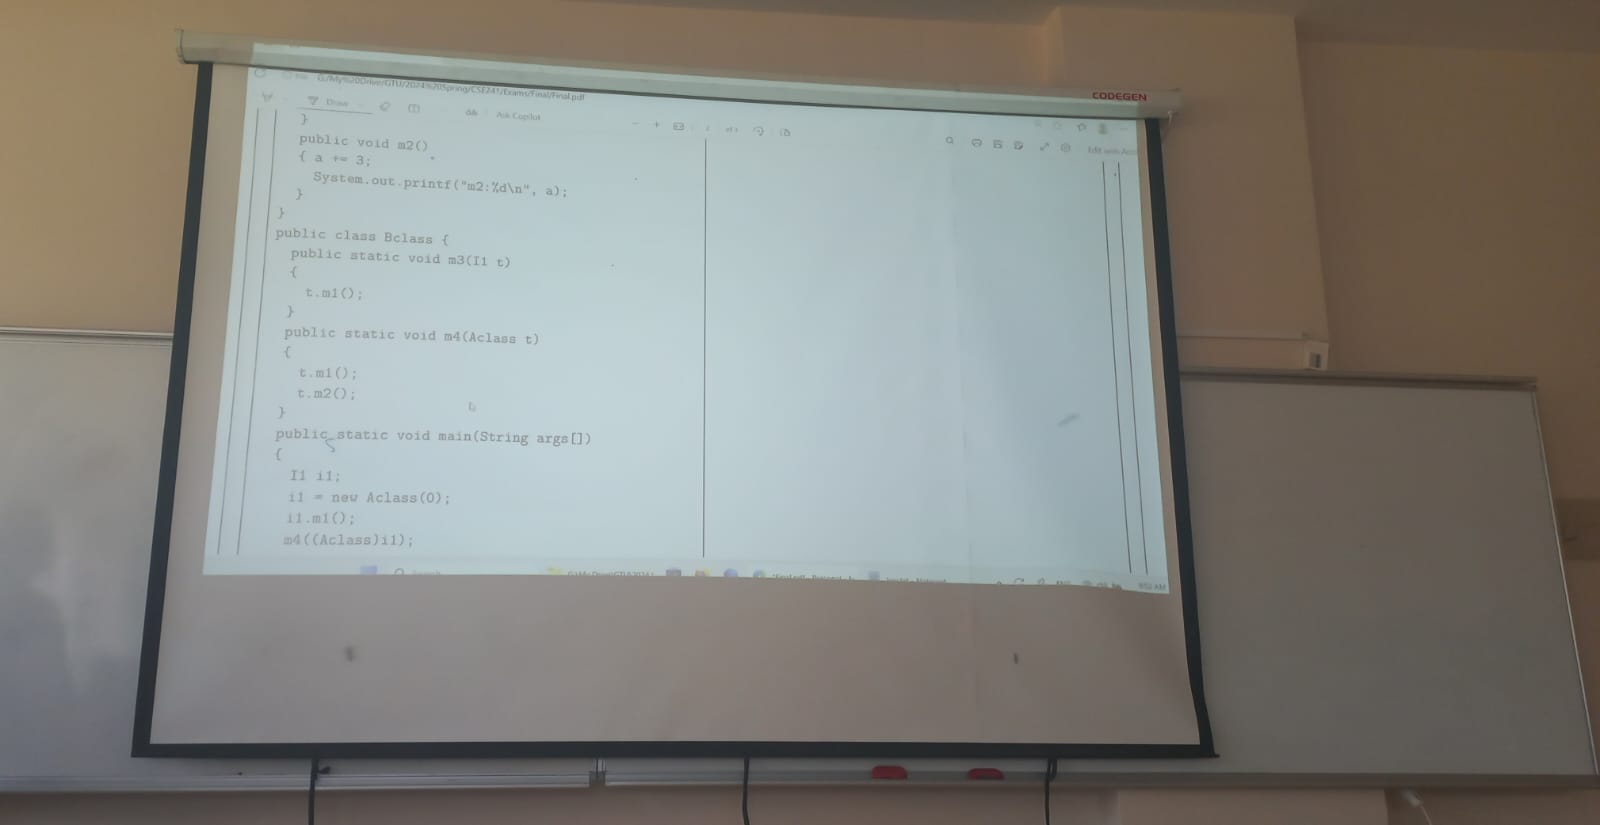 CODEGEN
G:/My%20Drive/GTU/2024%20Spring/CSE241/Exams/Final/Final.pdf
Draw
Ask Copilot
Edit with
}
public void m2()
{ a += 3;
System.out.printf("m2:%d\n", a);
}
}
public class Bclass {
public static void m3(I1 t)
{
t.m1();
}
public static void m4(Aclass t)
{
t.m1();
t.m2();
}
public static void main(String args[])
{
I1 i1;
i1 = new Aclass(0);
i1.m1();
m4((Aclass)i1);
Search